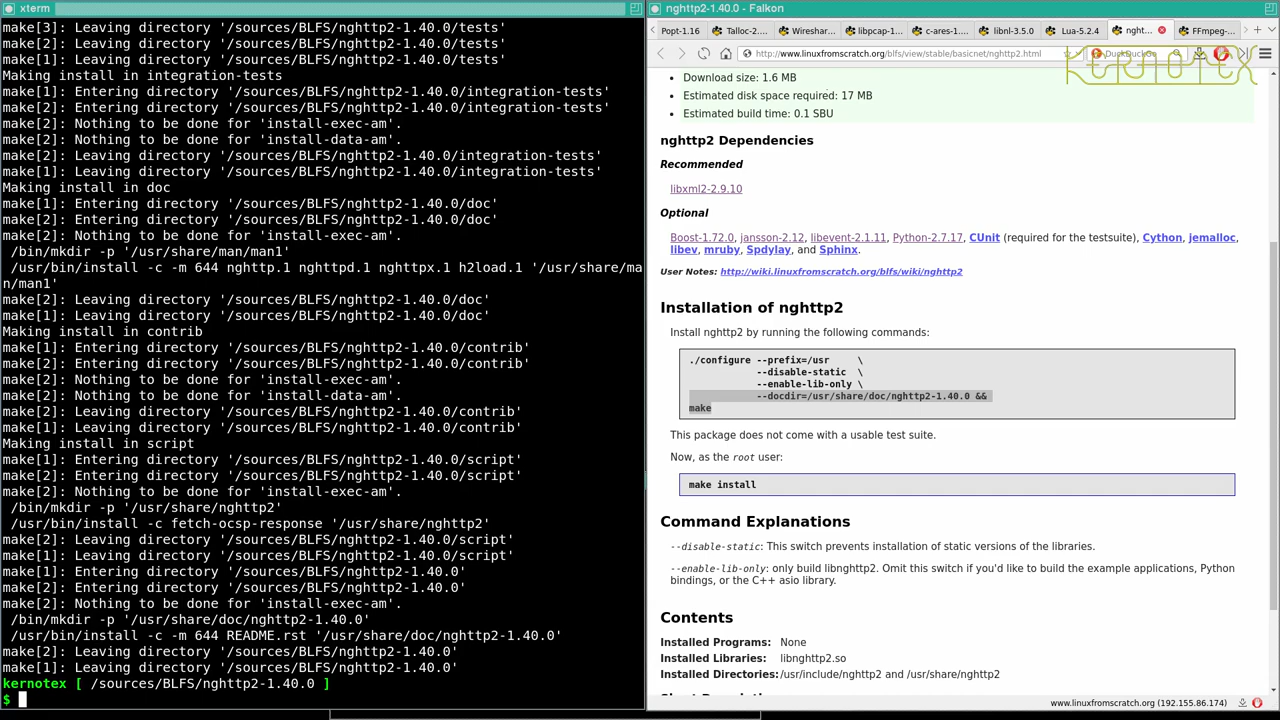 xterm
make[3]: Leaving directory '/sources/BLFS/nghttp2-1.40.0/tests'
make[2]: Leaving directory '/sources/BLFS/nghttp2-1.40.0/tests'
make[1]: Leaving directory '/sources/BLFS/nghttp2-1.40.0/tests'
Making install in integration-tests
make[1]: Entering directory '/sources/BLFS/nghttp2-1.40.0/integration-tests'
make[2]: Entering directory '/sources/BLFS/nghttp2-1.40.0/integration-tests'
make[2]: Nothing to be done for 'install-exec-am'.
make[2]: Nothing to be done for 'install-data-am'.
make[2]: Leaving directory '/sources/BLFS/nghttp2-1.40.0/integration-tests'
make[1]: Leaving directory '/sources/BLFS/nghttp2-1.40.0/integration-tests'
Making install in doc
make[1]: Entering directory '/sources/BLFS/nghttp2-1.40.0/doc'
make[2]: Entering directory '/sources/BLFS/nghttp2-1.40.0/doc'
make[2]: Nothing to be done for 'install-exec-am'.
/bin/mkdir -p '/usr/share/man/man1'
/usr/bin/install -c -m 644 nghttp.1 nghttpd.1 nghttpx.1 h2load.1 '/usr/share/ma
n/man1'
make[2]: Leaving directory '/sources/BLFS/nghttp2-1.40.0/doc'
make[1]: Leaving directory '/sources/BLFS/nghttp2-1.40.0/doc'
Making install in contrib
make[1]: Entering directory '/sources/BLFS/nghttp2-1.40.0/contrib'
make[2]: Entering directory '/sources/BLFS/nghttp2-1.40.0/contrib'
make[2]: Nothing to be done for 'install-exec-am'.
make[2]: Nothing to be done for 'install-data-am'.
make[2]: Leaving directory '/sources/BLFS/nghttp2-1.40.0/contrib'
make[1]: Leaving directory '/sources/BLFS/nghttp2-1.40.0/contrib'
Making install in script
make[1]: Entering directory '/sources/BLFS/nghttp2-1.40.0/script'
make[2]: Entering directory '/sources/BLFS/nghttp2-1.40.0/script'
make[2]: Nothing to be done for 'install-exec-am'.
/bin/mkdir -p '/usr/share/nghttp2'
/usr/bin/install -c fetch-ocsp-response '/usr/share/nghttp2'
make[2]: Leaving directory '/sources/BLFS/nghttp2-1.40.0/script'
make[1]: Leaving directory '/sources/BLFS/nghttp2-1.40.0/script'
make[1]: Entering directory '/sources/BLFS/nghttp2-1.40.0'
make[2]: Entering directory '/sources/BLFS/nghttp2-1.40.0'
make[2]: Nothing to be done for 'install-exec-am'.
/bin/mkdir -p '/usr/share/doc/nghttp2-1.40.0'
/usr/bin/install -c -m 644 README.rst '/usr/share/doc/nghttp2-1.40.0'
make[2]: Leaving directory '/sources/BLFS/nghttp2-1.40.0'
make[1]: Leaving directory '/sources/BLFS/nghttp2-1.40.0'
kernotex [ /sources/BLFS/nghttp2-1.40.0 ]
$
nghttp2-1.40.0 - Falkon
Popt-1.16 Talloc-2.... Wireshar... libpcap-1... c-ares-1.... libnl-3.5.0 Lua-5.2.4 nght... FFmpeg-...
http://www.linuxfromscratch.org/blfs/view/stable/basicnet/nghttp2.html DuckDuckGo
KERNOTEX
Download size: 1.6 MB
Estimated disk space required: 17 MB
Estimated build time: 0.1 SBU
nghttp2 Dependencies
Recommended
libxml2-2.9.10
Optional
Boost-1.72.0, jansson-2.12, libevent-2.1.11, Python-2.7.17, CUnit (required for the testsuite), Cython, jemalloc,
libev, mruby, Spdylay, and Sphinx.
User Notes: http://wiki.linuxfromscratch.org/blfs/wiki/nghttp2
Installation of nghttp2
Install nghttp2 by running the following commands:
./configure --prefix=/usr \
--disable-static \
--enable-lib-only \
--docdir=/usr/share/doc/nghttp2-1.40.0 &&
make
This package does not come with a usable test suite.
Now, as the root user:
make install
Command Explanations
--disable-static: This switch prevents installation of static versions of the libraries.
--enable-lib-only: only build libnghttp2. Omit this switch if you'd like to build the example applications, Python
bindings, or the C++ asio library.
Contents
Installed Programs: None
Installed Libraries: libnghttp2.so
Installed Directories: /usr/include/nghttp2 and /usr/share/nghttp2
www.linuxfromscratch.org (192.155.86.174)